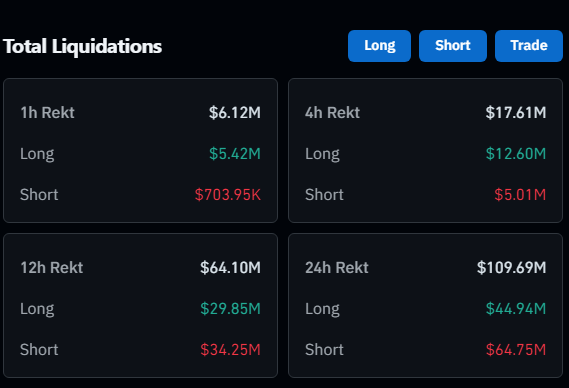 Total Liquidations Long Short Trade
1h Rekt $6.12M
Long $5.42M
Short $703.95K
4h Rekt $17.61M
Long $12.60M
Short $5.01M
12h Rekt $64.10M
Long $29.85M
Short $34.25M
24h Rekt $109.69M
Long $44.94M
Short $64.75M